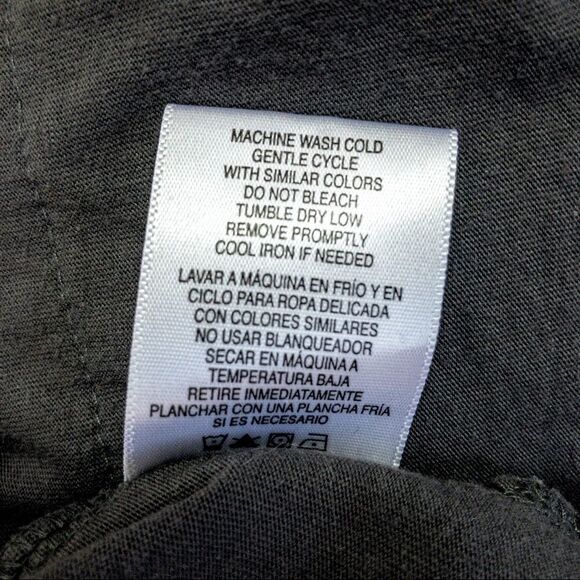 MACHINE WASH COLD
GENTLE CYCLE
WITH SIMILAR COLORS
DO NOT BLEACH
TUMBLE DRY LOW
REMOVE PROMPTLY
COOL IRON IF NEEDED
LAVAR A MÁQUINA EN FRÍO Y EN
CICLO PARA ROPA DELICADA
CON COLORES SIMILARES
NO USAR BLANQUEADOR
SECAR EN MÁQUINA A
TEMPERATURA BAJA
RETIRE INMEDIATAMENTE
PLANCHAR CON UNA PLANCHA FRÍA
SI ES NECESARIO